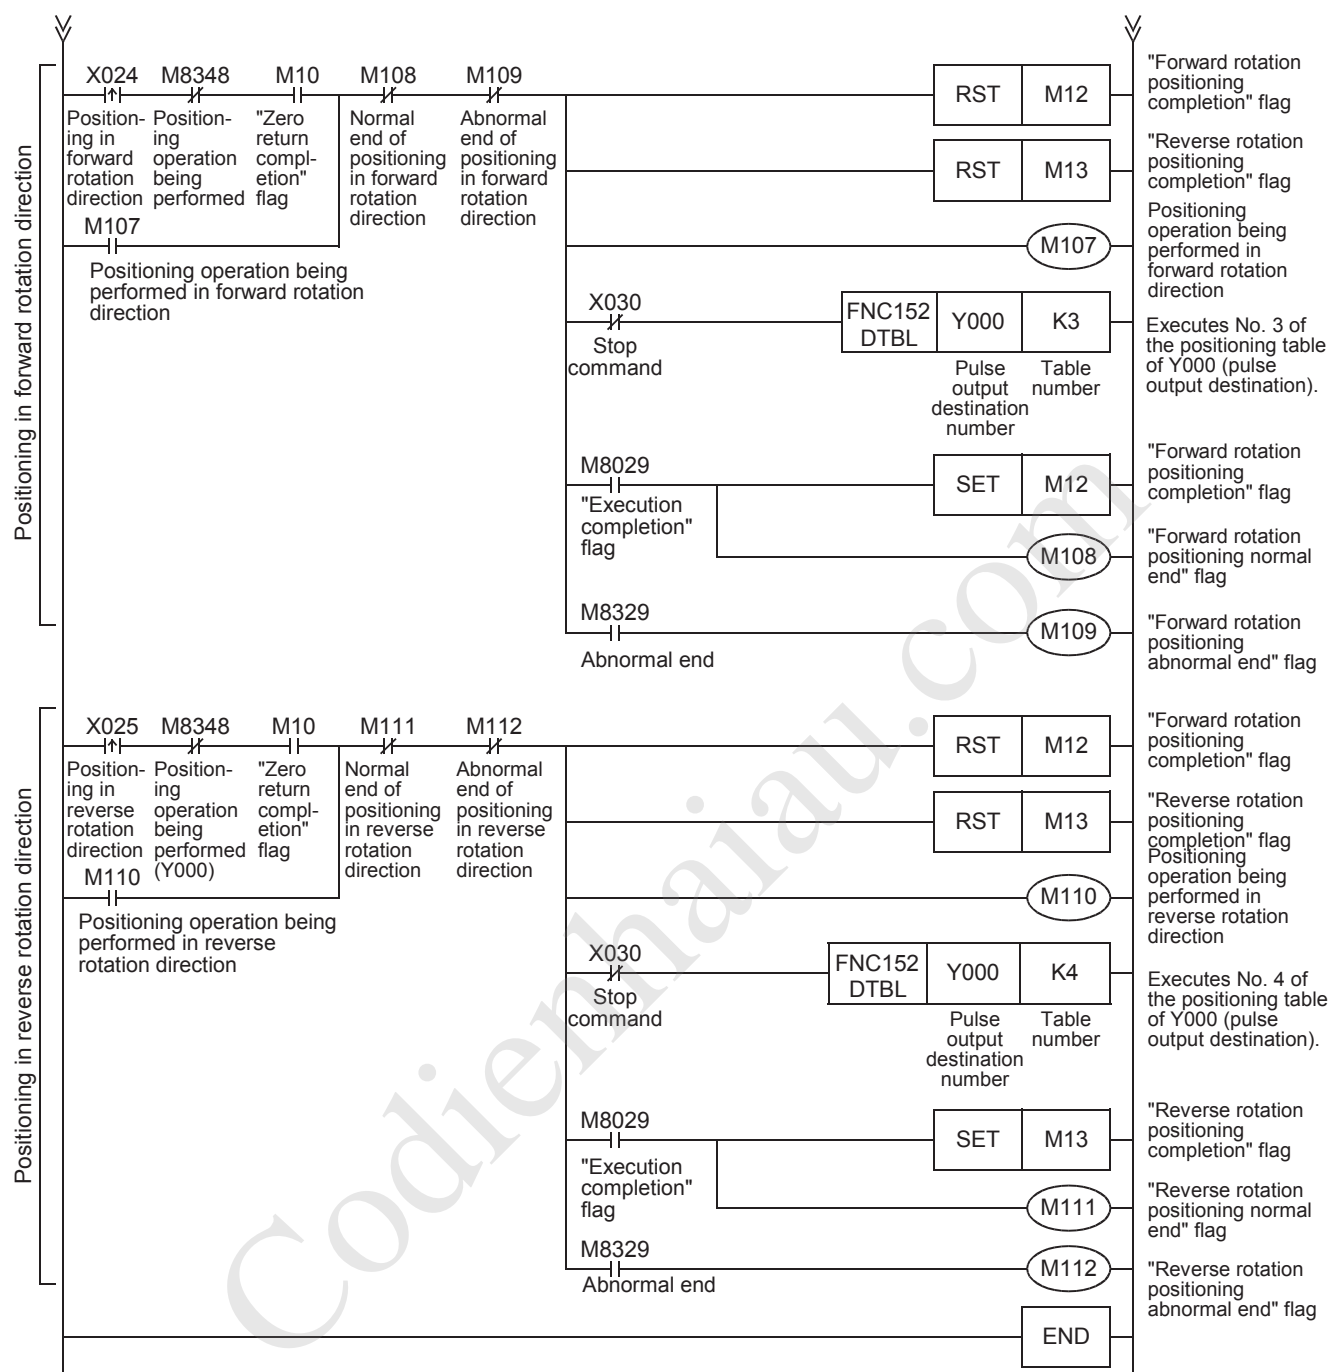 Positioning in forward rotation direction
X024 M8348 M10 M108 M109
Position-
ing in
forward
rotation
direction
Position-
ing
operation
being
performed
"Zero
return
compl-
etion"
flag
Normal
end of
positioning
in forward
rotation
direction
Abnormal
end of
positioning
in forward
rotation
direction
RST M12
"Forward rotation
positioning
completion" flag
RST M13
"Reverse rotation
positioning
completion" flag
M107
Positioning operation being
performed in forward rotation
direction
M107
Positioning
operation being
performed in
forward rotation
direction
X030
Stop
command
FNC152
DTBL
Y000
K3
Pulse
output
destination
number
Table
number
Executes No. 3 of
the positioning table
of Y000 (pulse
output destination).
M8029
"Execution
completion"
flag
SET M12
"Forward rotation
positioning
completion" flag
M108
"Forward rotation
positioning normal
end" flag
M8329
Abnormal end
M109
"Forward rotation
positioning
abnormal end" flag
Positioning in reverse rotation direction
X025 M8348 M10 M111 M112
Position-
ing in
reverse
rotation
direction
Position-
ing
operation
being
performed
(Y000)
"Zero
return
compl-
etion"
flag
Normal
end of
positioning
in reverse
rotation
direction
Abnormal
end of
positioning
in reverse
rotation
direction
RST M12
"Forward rotation
positioning
completion" flag
RST M13
"Reverse rotation
positioning
completion" flag
M110
Positioning operation being
performed in reverse
rotation direction
M110
Positioning
operation being
performed in
reverse rotation
direction
X030
Stop
command
FNC152
DTBL
Y000
K4
Pulse
output
destination
number
Table
number
Executes No. 4 of
the positioning table
of Y000 (pulse
output destination).
M8029
"Execution
completion"
flag
SET M13
"Reverse rotation
positioning
completion" flag
M111
"Reverse rotation
positioning normal
end" flag
M8329
Abnormal end
M112
"Reverse rotation
positioning
abnormal end" flag
END
Codienhaiau.com